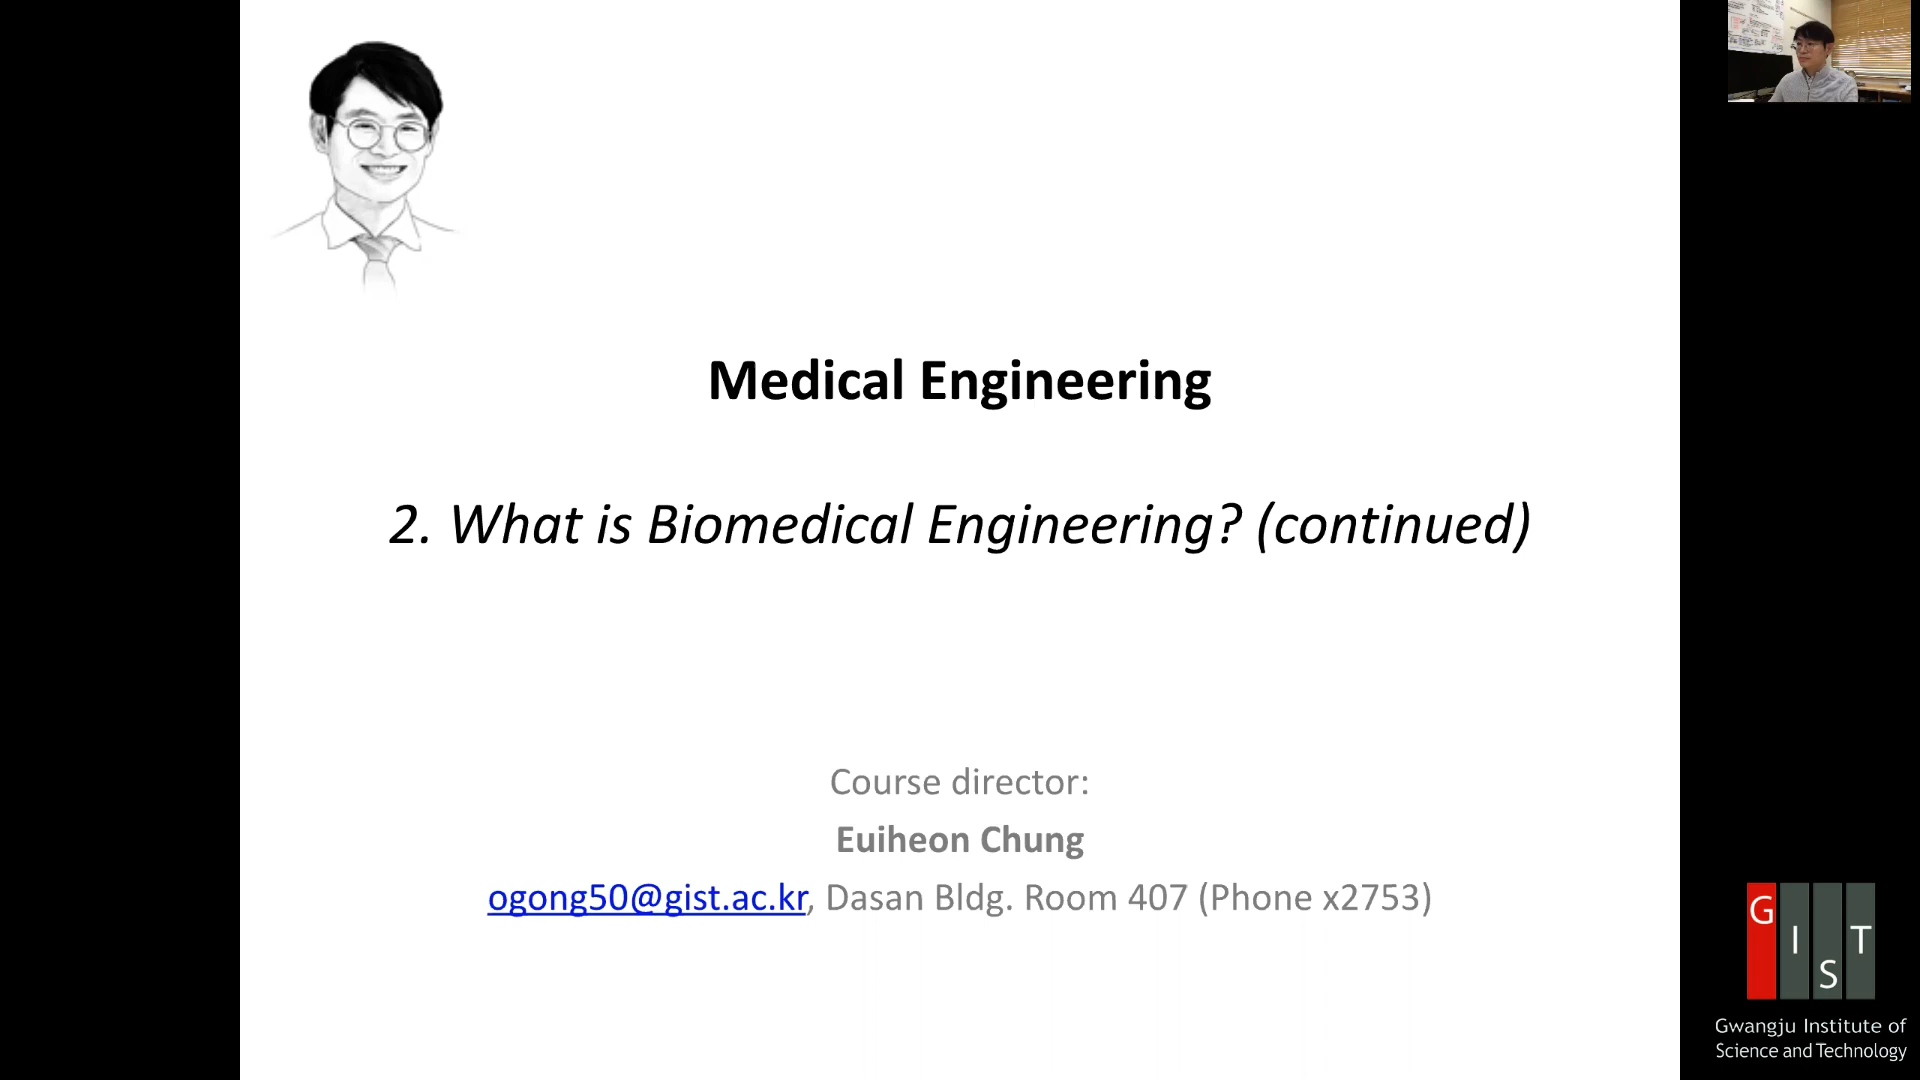 Medical Engineering
2. What is Biomedical Engineering? (continued)
Course director:
Euiheon Chung
ogong50@gist.ac.kr, Dasan Bldg. Room 407 (Phone x2753)
G I S T
Gwangju Institute of
Science and Technology